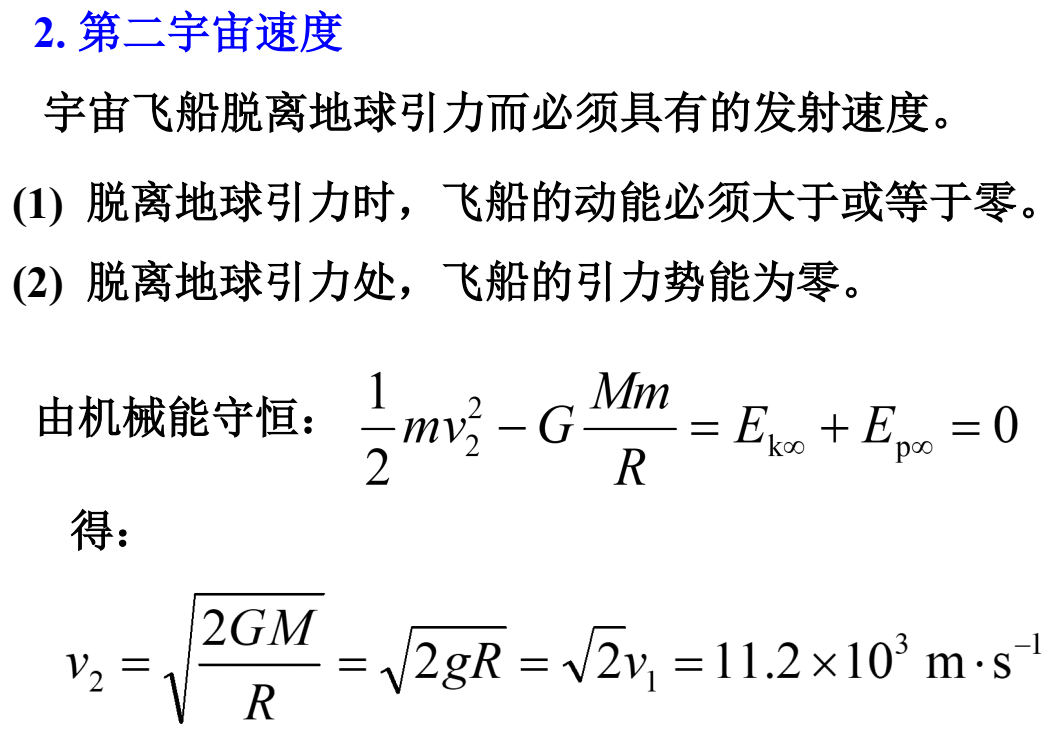 2. 第二宇宙速度
宇宙飞船脱离地球引力而必须具有的发射速度。
(1) 脱离地球引力时，飞船的动能必须大于或等于零。
(2) 脱离地球引力处，飞船的引力势能为零。
由机械能守恒： \frac{1}{2}mv_2^2 - G\frac{Mm}{R} = E_{k\infty} + E_{p\infty} = 0
得：
v_2 = \sqrt{\frac{2GM}{R}} = \sqrt{2gR} = \sqrt{2}v_1 = 11.2 × 10^3 m·s^{-1}